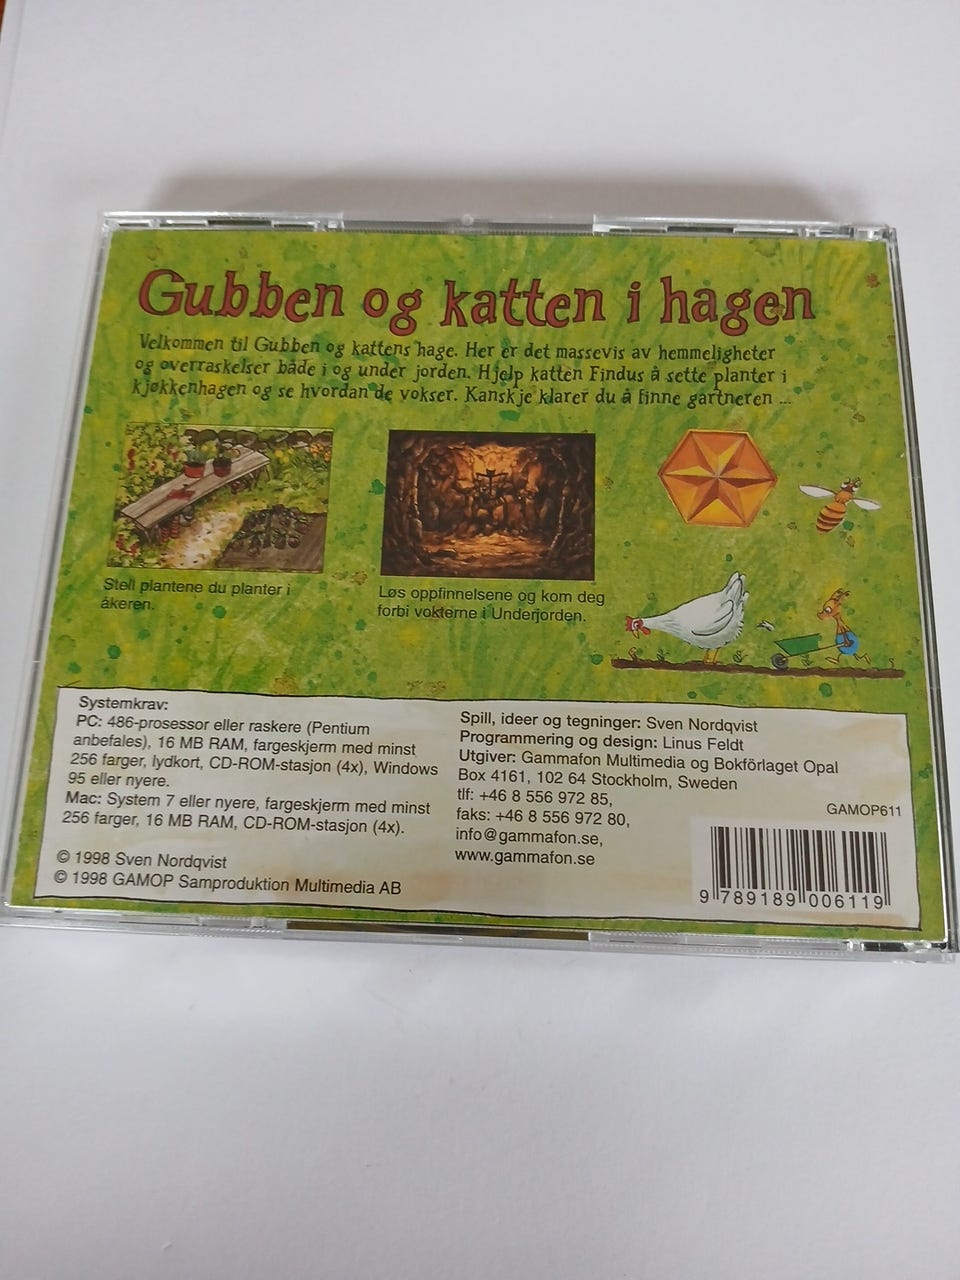 Gubben og katten i hagen
Velkommen til Gubben og kattens hage. Her er det massevis av hemmeligheter
og overraskelser både i og under jorden. Hjelp katten Findus å sette planter i
kjøkkenhagen og se hvordan de vokser. Kanskje klarer du å finne gartneren ...
Stell plantene du planter i
åkeren.
Løs oppfinnelsene og kom deg
forbi vokterne i Underjorden.
Systemkrav:
PC: 486-prosessor eller raskere (Pentium
anbefales), 16 MB RAM, fargeskjerm med minst
256 farger, lydkort, CD-ROM-stasjon (4x), Windows
95 eller nyere.
Mac: System 7 eller nyere, fargeskjerm med minst
256 farger, 16 MB RAM, CD-ROM-stasjon (4x).
© 1998 Sven Nordqvist
© 1998 GAMOP Samproduktion Multimedia AB
Spill, ideer og tegninger: Sven Nordqvist
Programmering og design: Linus Feldt
Utgiver: Gammafon Multimedia og Bokförlaget Opal
Box 4161, 102 64 Stockholm, Sweden
tlf: +46 8 556 972 85,
faks: +46 8 556 972 80,
info@gammafon.se,
www.gammafon.se
GAMOP611
9 789189 006119